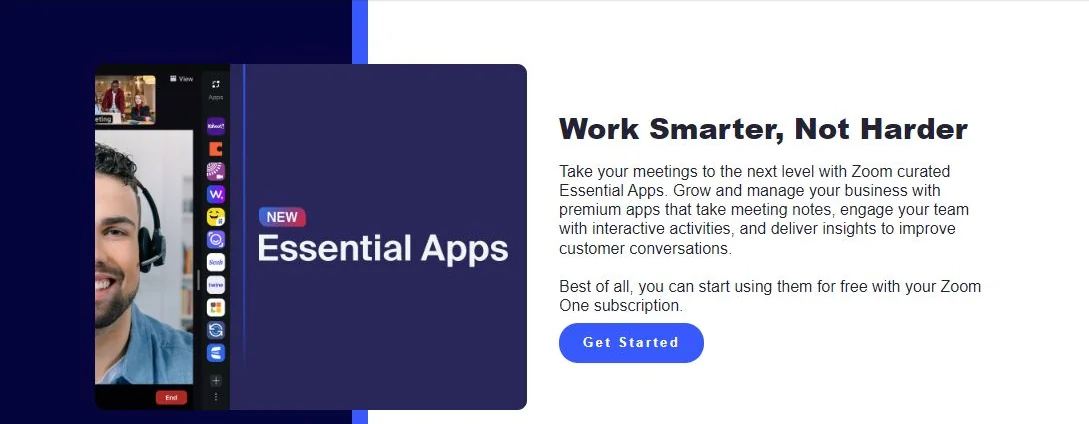 View
Apps
eting
Kahoot!
W
Sesh
twine
NEW
Essential Apps
End
Work Smarter, Not Harder
Take your meetings to the next level with Zoom curated
Essential Apps. Grow and manage your business with
premium apps that take meeting notes, engage your team
with interactive activities, and deliver insights to improve
customer conversations.
Best of all, you can start using them for free with your Zoom
One subscription.
Get Started